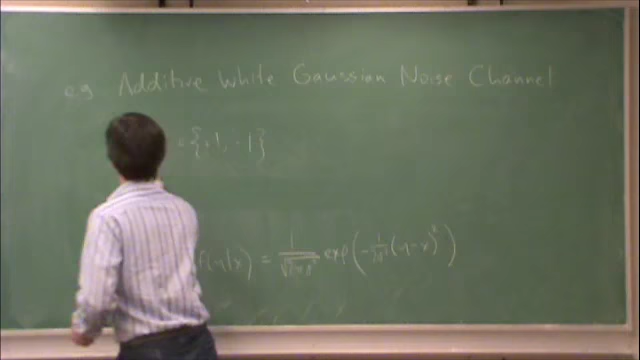 e.g Additive White Gaussian Noise Channel
= {+1, -1}
(y|x) = 1/√(2πσ²) exp(-1/2σ² (y-x)²)